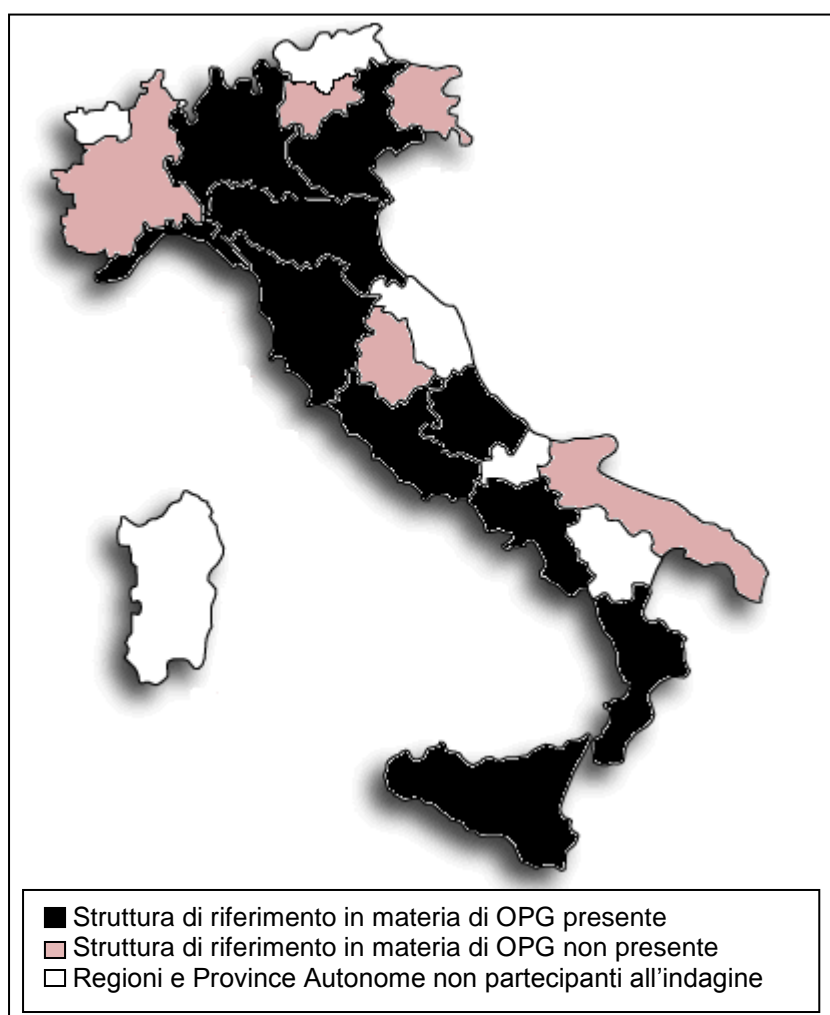 Struttura di riferimento in materia di OPG presente
Struttura di riferimento in materia di OPG non presente
Regioni e Province Autonome non partecipanti all'indagine